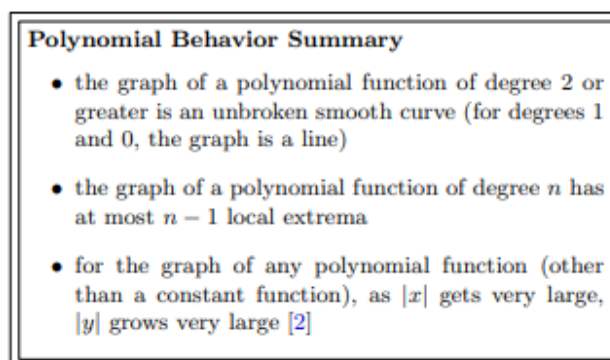 Polynomial Behavior Summary
• the graph of a polynomial function of degree 2 or
greater is an unbroken smooth curve (for degrees 1
and 0, the graph is a line)
• the graph of a polynomial function of degree n has
at most n − 1 local extrema
• for the graph of any polynomial function (other
than a constant function), as |x| gets very large,
|y| grows very large [2]